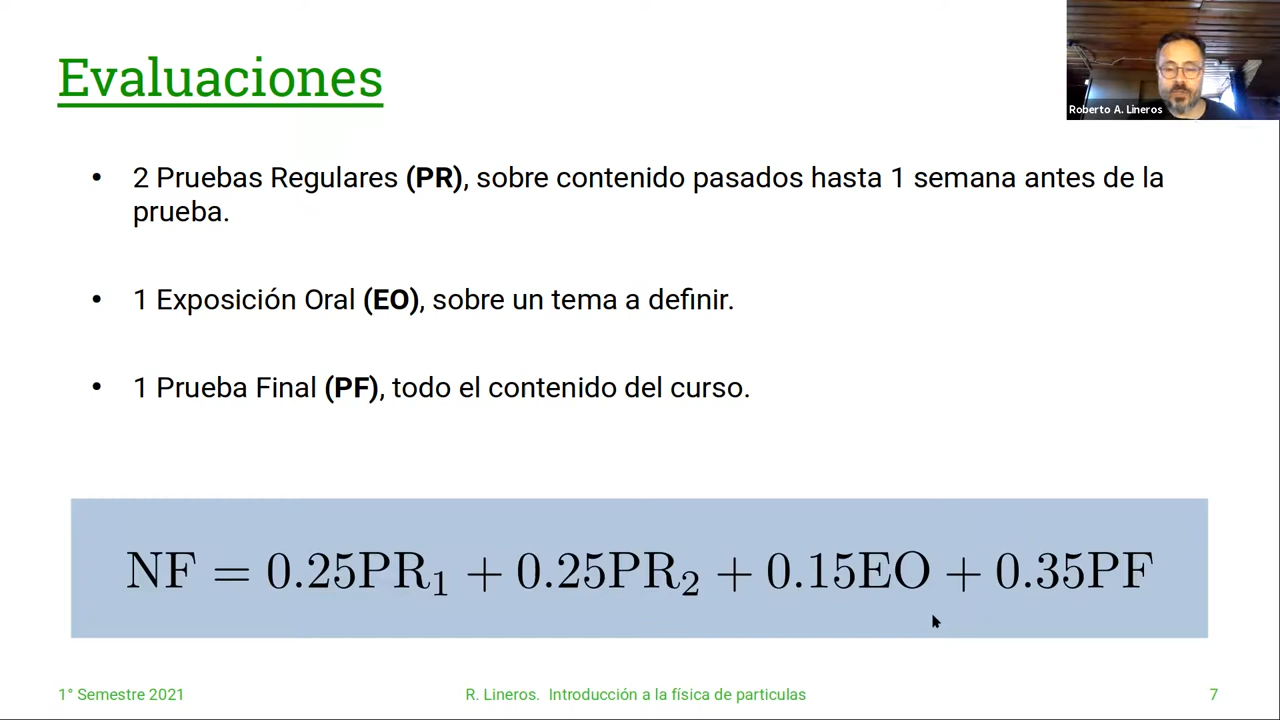 Evaluaciones
Roberto A. Lineros
• 2 Pruebas Regulares (PR), sobre contenido pasados hasta 1 semana antes de la
prueba.
• 1 Exposición Oral (EO), sobre un tema a definir.
• 1 Prueba Final (PF), todo el contenido del curso.
NF = 0.25PR₁ + 0.25PR₂ + 0.15EO + 0.35PF
1° Semestre 2021
R. Lineros. Introducción a la física de particulas
7